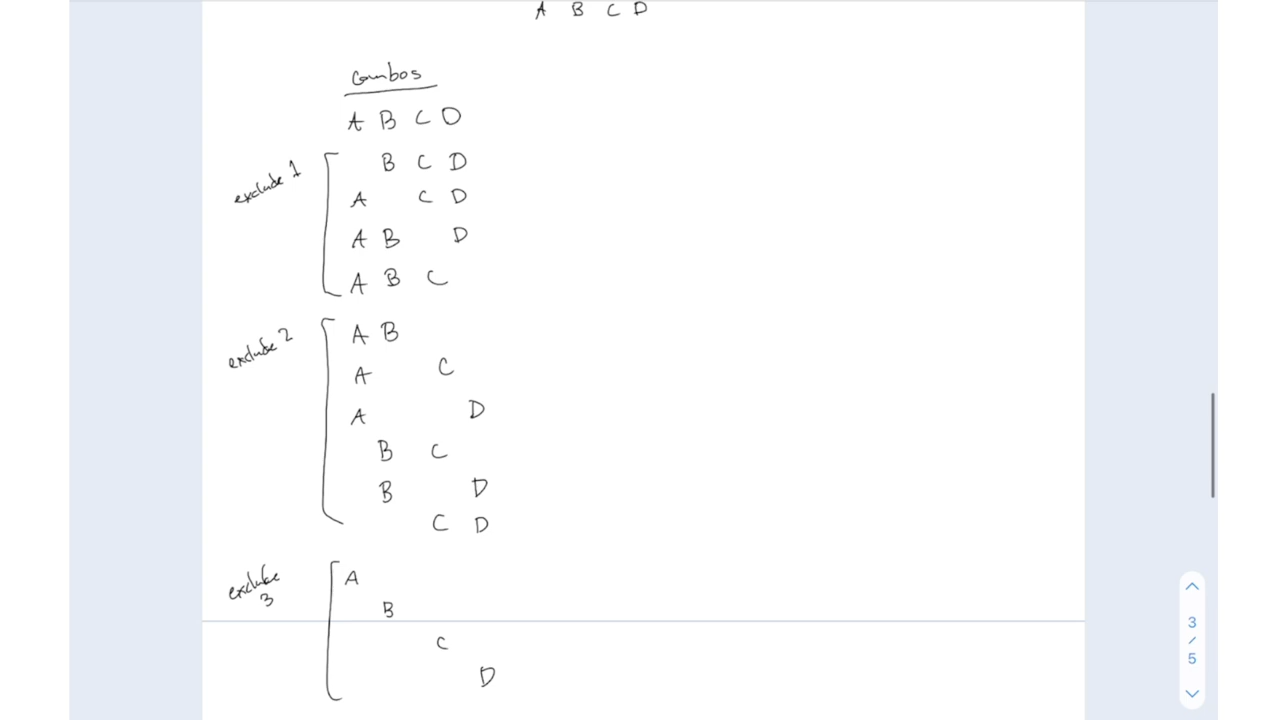 A B C D
Combos
A B C D
exclude 1
B C D
A C D
A B D
A B C
exclude 2
A B
A C
A D
B C
B D
C D
exclude
3
A
B
C
D
3
/
5